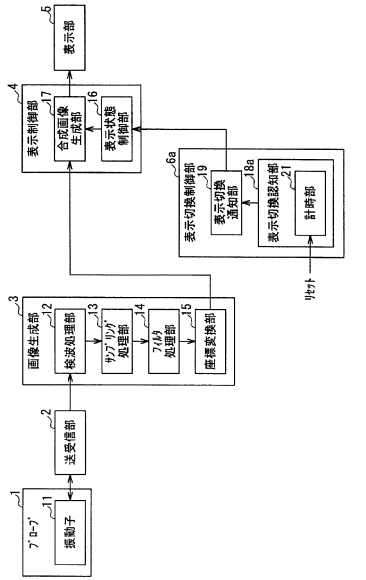 1
プローブ
11
振動子
2
送受信部
3
画像生成部
12
検波処理部
13
サンプリング
処理部
14
フィルタ
処理部
15
座標変換部
4
表示制御部
17
合成画像
生成部
16
表示状態
制御部
5
表示部
6a
表示切換制御部
19
表示切換
通知部
18a
表示切換認知部
21
計時部
リセット